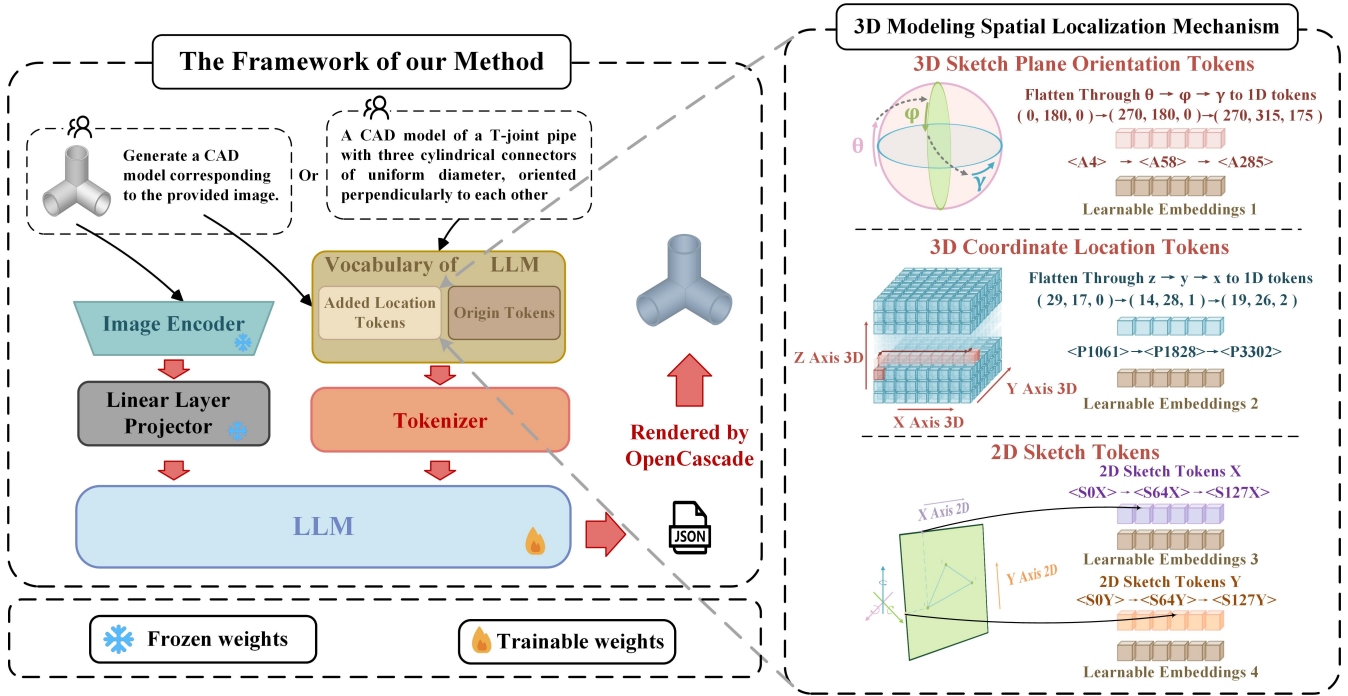 The Framework of our Method
Generate a CAD
model corresponding
to the provided image.
Or
A CAD model of a T-joint pipe
with three cylindrical connectors
of uniform diameter, oriented
perpendicularly to each other
Vocabulary of LLM
Added Location
Tokens
Origin Tokens
Image Encoder
Linear Layer
Projector
Tokenizer
LLM
JSON
Rendered by
OpenCascade
Frozen weights
Trainable weights
3D Modeling Spatial Localization Mechanism
3D Sketch Plane Orientation Tokens
θ
φ
γ
Flatten Through θ → φ → γ to 1D tokens
( 0, 180, 0 )→( 270, 180, 0 )→( 270, 315, 175 )
<A4> → <A58> → <A285>
Learnable Embeddings 1
3D Coordinate Location Tokens
Z Axis 3D
Y Axis 3D
X Axis 3D
Flatten Through z → y → x to 1D tokens
( 29, 17, 0 )→( 14, 28, 1 )→( 19, 26, 2 )
<P1061>→<P1828>→<P3302>
Learnable Embeddings 2
2D Sketch Tokens
X Axis 2D
Y Axis 2D
2D Sketch Tokens X
<S0X>→<S64X>→<S127X>
Learnable Embeddings 3
2D Sketch Tokens Y
<S0Y>→<S64Y>→<S127Y>
Learnable Embeddings 4